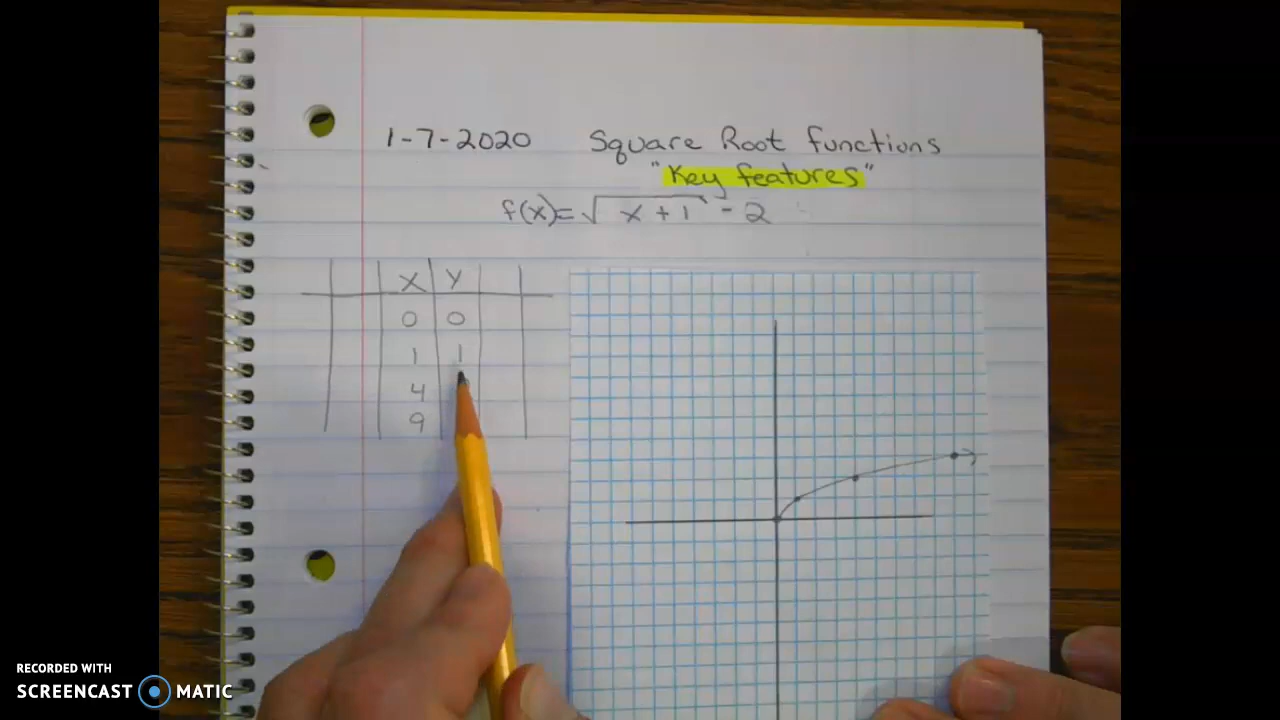 1-7-2020 Square Root functions
"Key features"
f(x)= √x+1 - 2
X Y
0 0
1 1
4
9
RECORDED WITH
SCREENCAST MATIC